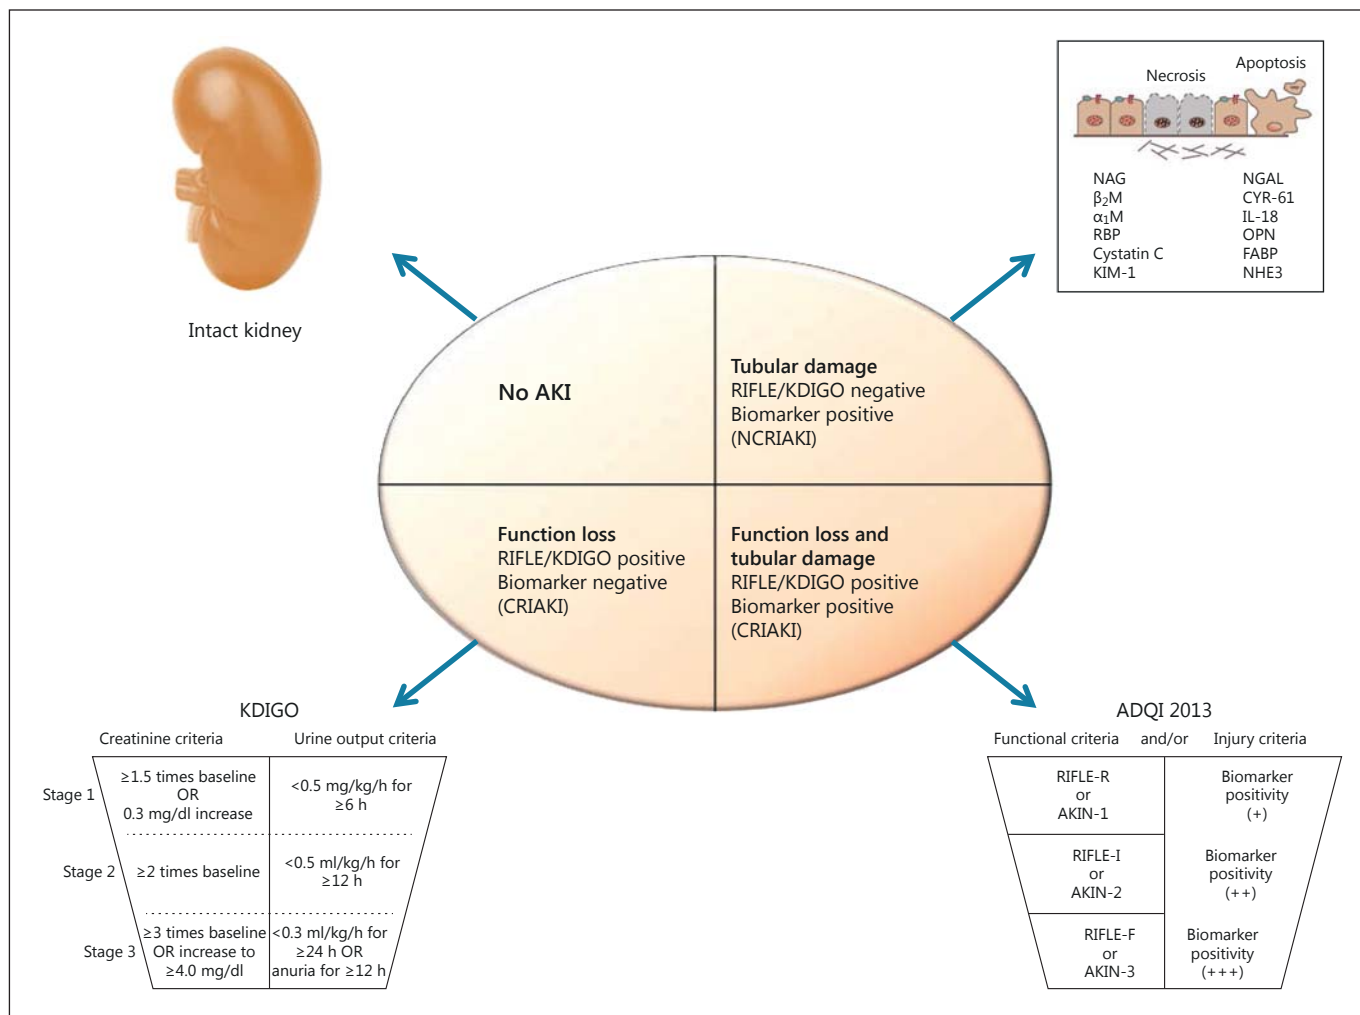 Intact kidney
Necrosis
Apoptosis
NAG
β₂M
α₁M
RBP
Cystatin C
KIM-1
NGAL
CYR-61
IL-18
OPN
FABP
NHE3
No AKI
Tubular damage
RIFLE/KDIGO negative
Biomarker positive
(NCRIAKI)
Function loss
RIFLE/KDIGO positive
Biomarker negative
(CRIAKI)
Function loss and
tubular damage
RIFLE/KDIGO positive
Biomarker positive
(CRIAKI)
KDIGO
Creatinine criteria
Urine output criteria
Stage 1
≥1.5 times baseline
OR
0.3 mg/dl increase
<0.5 mg/kg/h for
≥6 h
Stage 2
≥2 times baseline
<0.5 ml/kg/h for
≥12 h
Stage 3
≥3 times baseline
OR increase to
≥4.0 mg/dl
<0.3 ml/kg/h for
≥24 h OR
anuria for ≥12 h
ADQI 2013
Functional criteria and/or Injury criteria
RIFLE-R
or
AKIN-1
Biomarker
positivity
(+)
RIFLE-I
or
AKIN-2
Biomarker
positivity
(++)
RIFLE-F
or
AKIN-3
Biomarker
positivity
(+++)